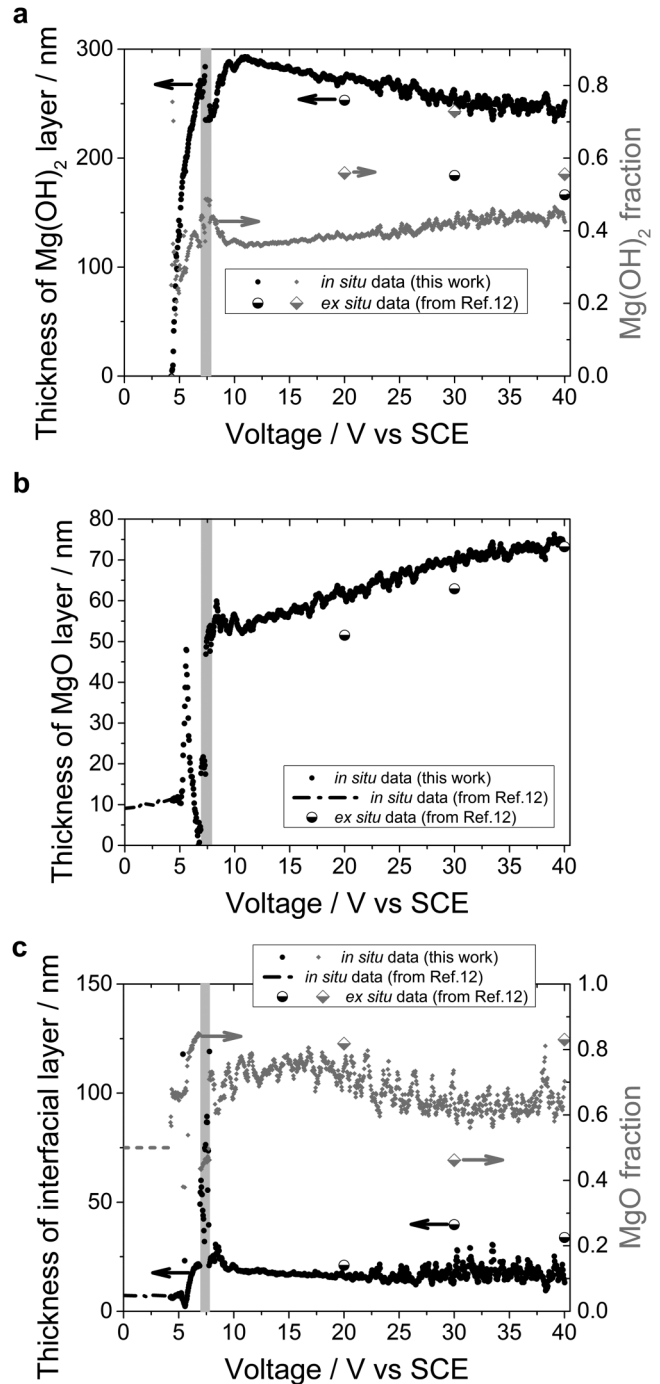 a
300
200
100
0
Thickness of Mg(OH)₂ layer / nm
0.8
0.6
0.4
0.2
0.0
Mg(OH)₂ fraction
in situ data (this work)
ex situ data (from Ref.12)
0 5 10 15 20 25 30 35 40
Voltage / V vs SCE
b
80
70
60
50
40
30
20
10
0
Thickness of MgO layer / nm
in situ data (this work)
in situ data (from Ref.12)
ex situ data (from Ref.12)
0 5 10 15 20 25 30 35 40
Voltage / V vs SCE
c
in situ data (this work)
in situ data (from Ref.12)
ex situ data (from Ref.12)
150
100
50
0
Thickness of interfacial layer / nm
1.0
0.8
0.6
0.4
0.2
0.0
MgO fraction
0 5 10 15 20 25 30 35 40
Voltage / V vs SCE